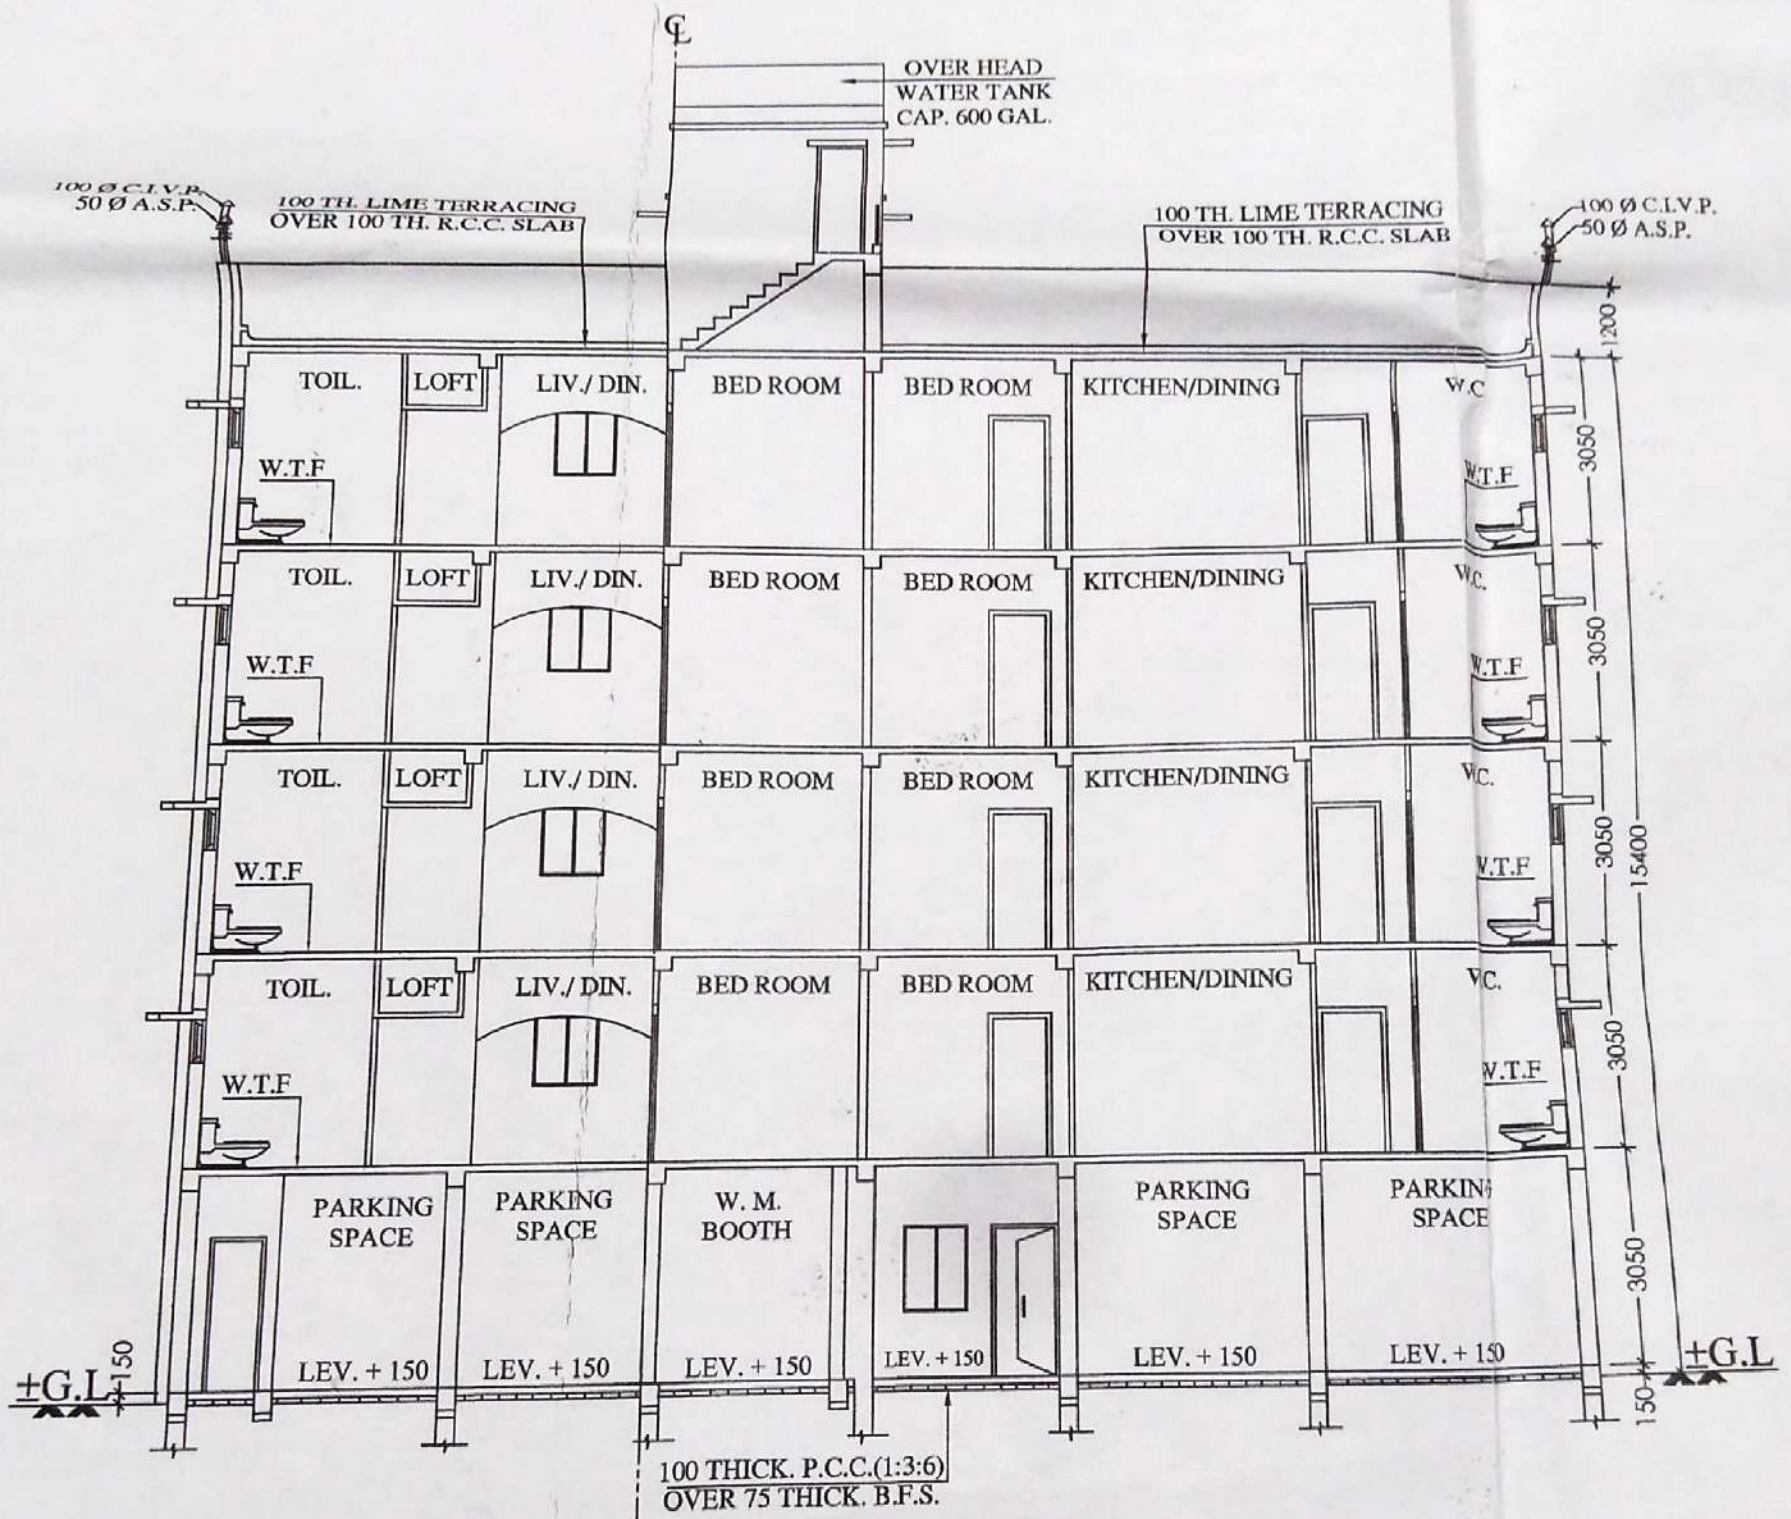 ℄
OVER HEAD
WATER TANK
CAP. 600 GAL.
100 Ø C.I.V.P.
50 Ø A.S.P.
100 TH. LIME TERRACING
OVER 100 TH. R.C.C. SLAB
100 TH. LIME TERRACING
OVER 100 TH. R.C.C. SLAB
100 Ø C.I.V.P.
50 Ø A.S.P.
1200
TOIL. LOFT LIV./ DIN. BED ROOM BED ROOM KITCHEN/DINING W.C
3050
W.T.F W.T.F
TOIL. LOFT LIV./ DIN. BED ROOM BED ROOM KITCHEN/DINING W.C.
3050
W.T.F W.T.F
TOIL. LOFT LIV./ DIN. BED ROOM BED ROOM KITCHEN/DINING W.C.
3050
15400
W.T.F W.T.F
TOIL. LOFT LIV./ DIN. BED ROOM BED ROOM KITCHEN/DINING W.C.
3050
W.T.F W.T.F
PARKING
SPACE
PARKING
SPACE
W. M.
BOOTH
PARKING
SPACE
PARKING
SPACE
3050
LEV. + 150 LEV. + 150 LEV. + 150 LEV. + 150 LEV. + 150 LEV. + 150
±G.L
150
±G.L
150
100 THICK. P.C.C.(1:3:6)
OVER 75 THICK. B.F.S.